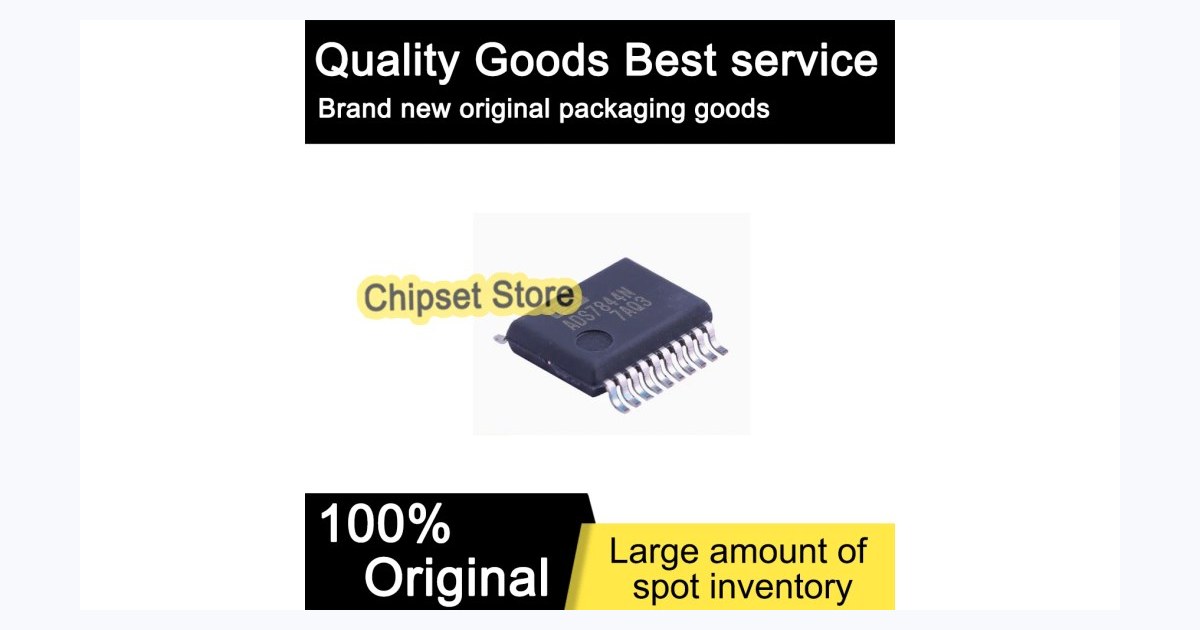 Quality Goods Best service
Brand new original packaging goods
Chipset Store
ADS7844N
7AQ3
100%
Original
Large amount of
spot inventory